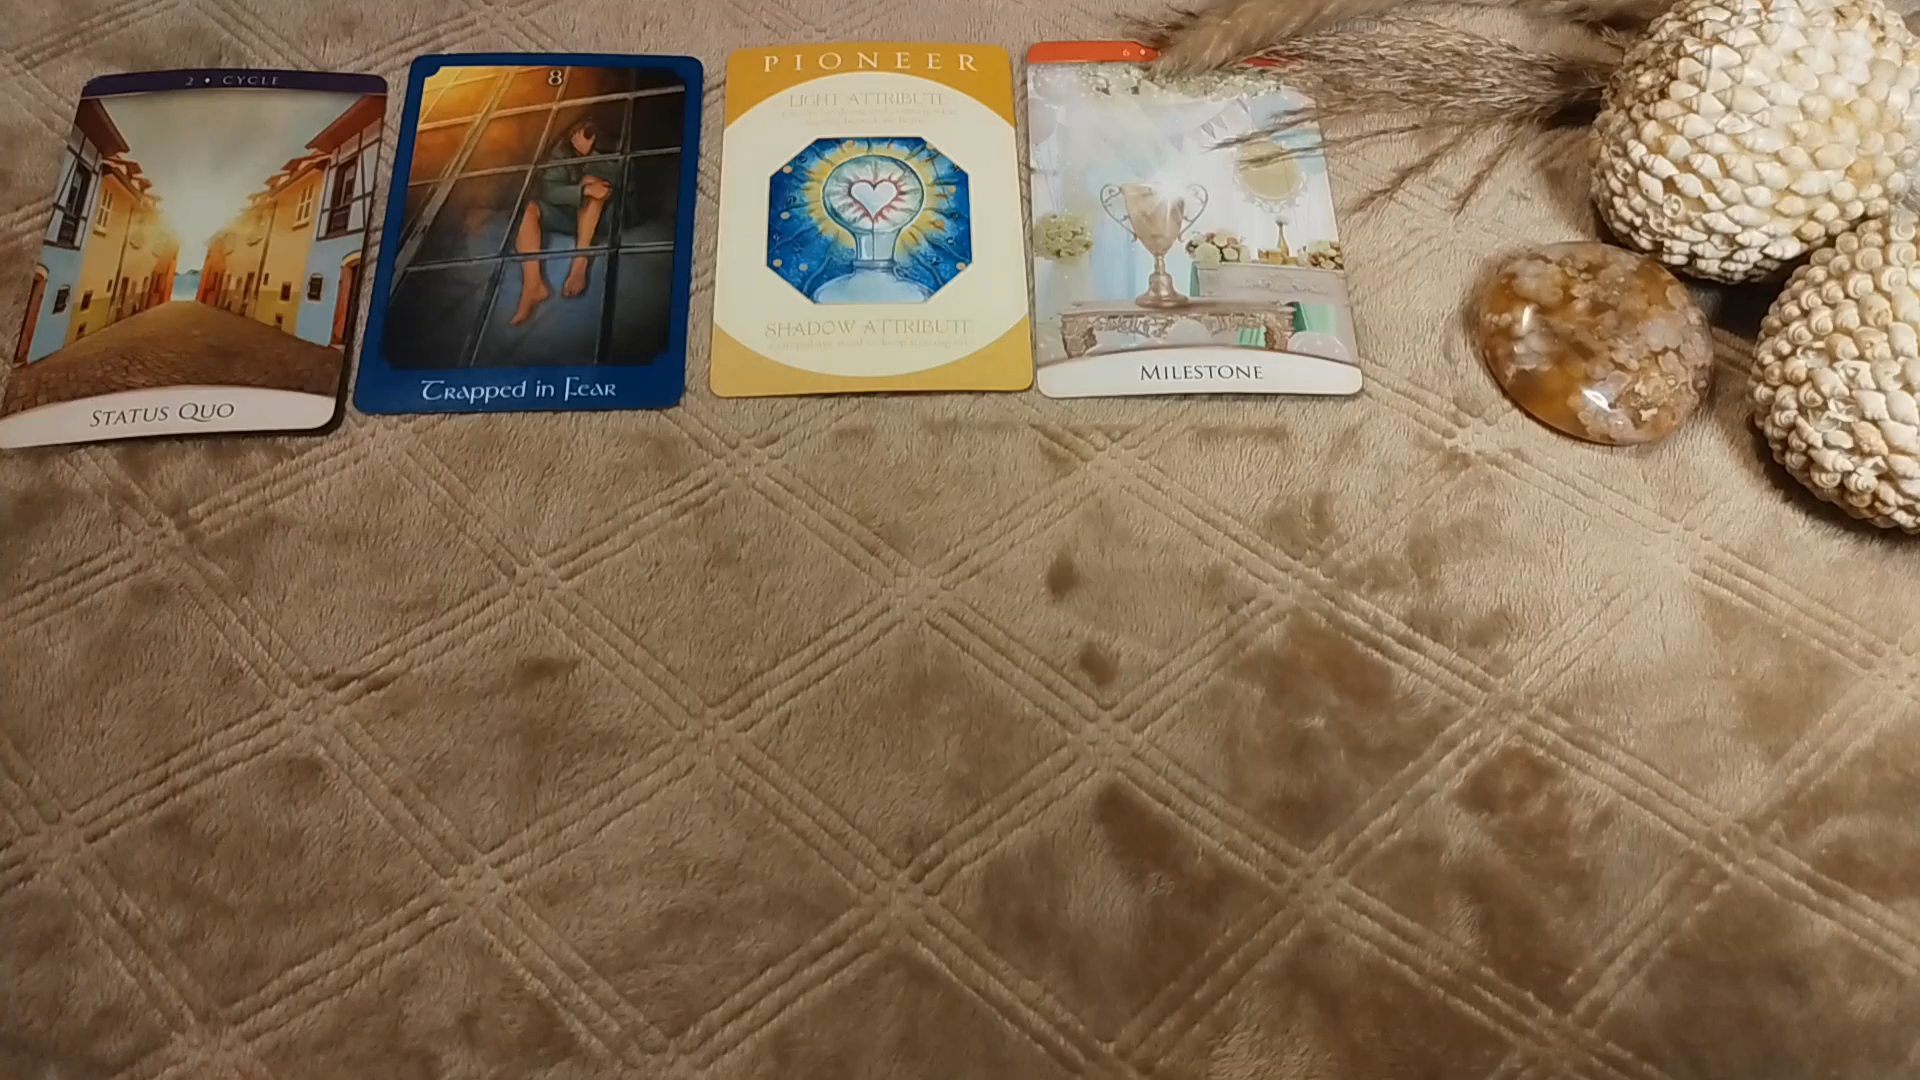 2 • CYCLE
STATUS QUO
8
Trapped in Fear
PIONEER
LIGHT ATTRIBUTE
SHADOW ATTRIBUTE
6 •
MILESTONE